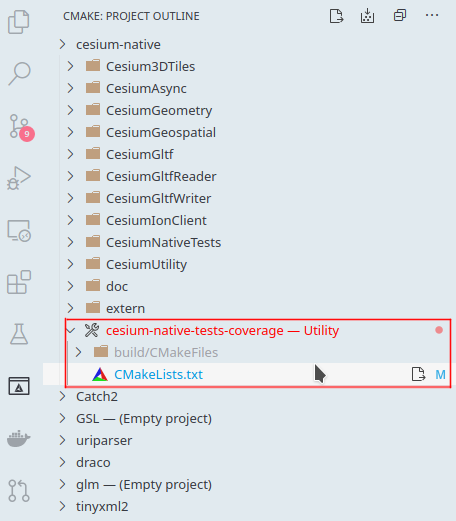 CMAKE: PROJECT OUTLINE
cesium-native
Cesium3DTiles
CesiumAsync
CesiumGeometry
CesiumGeospatial
CesiumGltf
CesiumGltfReader
CesiumGltfWriter
CesiumIonClient
CesiumNativeTests
CesiumUtility
doc
extern
cesium-native-tests-coverage — Utility
build/CMakeFiles
CMakeLists.txt M
Catch2
GSL — (Empty project)
uriparser
draco
glm — (Empty project)
tinyxml2
9